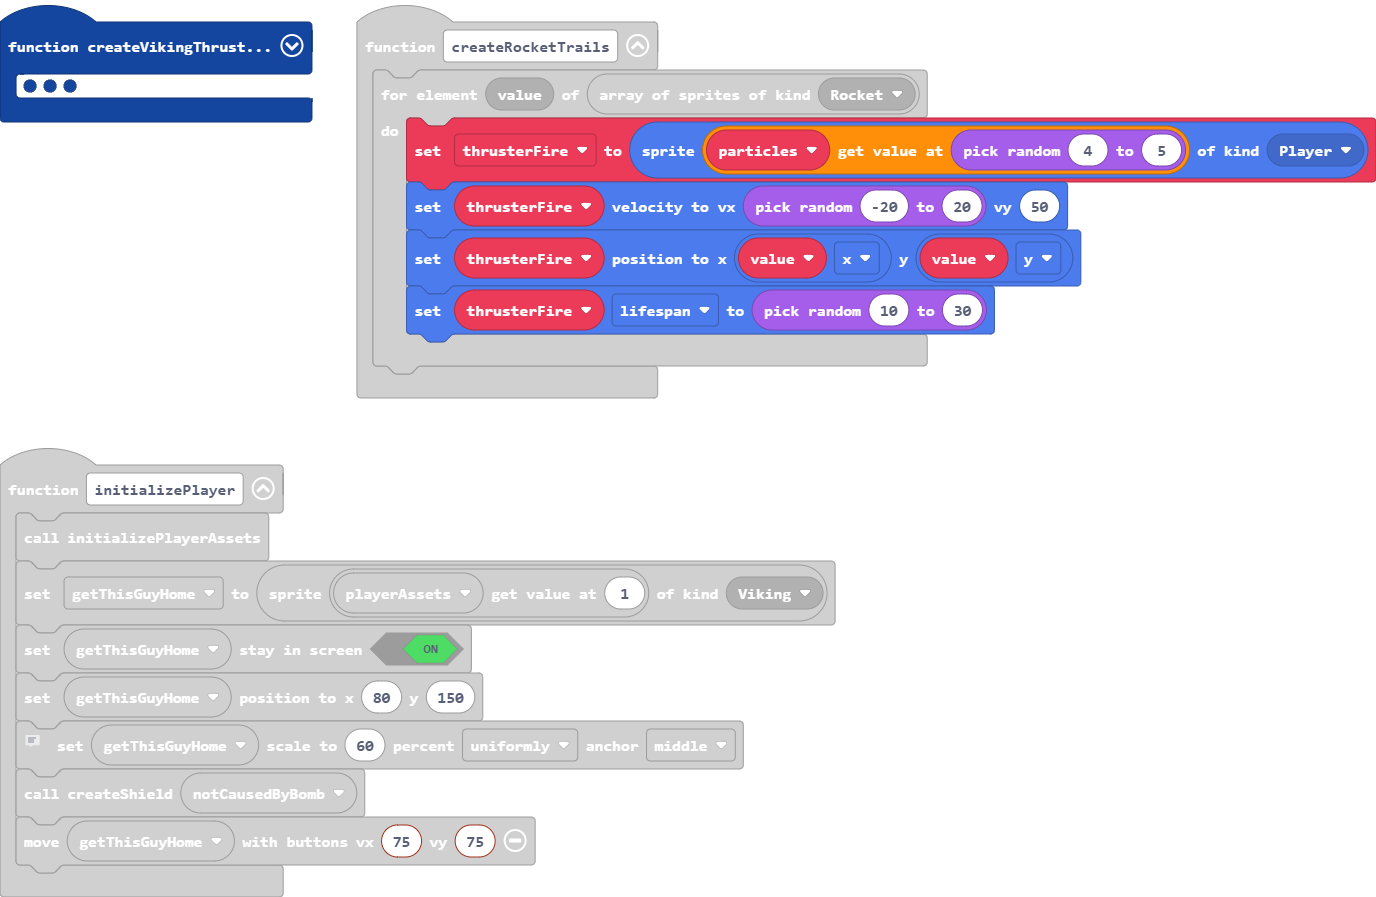 function createVikingThrust...
function createRocketTrails
for element value of array of sprites of kind Rocket
do
set thrusterFire to sprite particles get value at pick random 4 to 5 of kind Player
set thrusterFire velocity to vx pick random -20 to 20 vy 50
set thrusterFire position to x value x y value y
set thrusterFire lifespan to pick random 10 to 30
function initializePlayer
call initializePlayerAssets
set getThisGuyHome to sprite playerAssets get value at 1 of kind Viking
set getThisGuyHome stay in screen ON
set getThisGuyHome position to x 80 y 150
set getThisGuyHome scale to 60 percent uniformly anchor middle
call createShield notCausedByBomb
move getThisGuyHome with buttons vx 75 vy 75